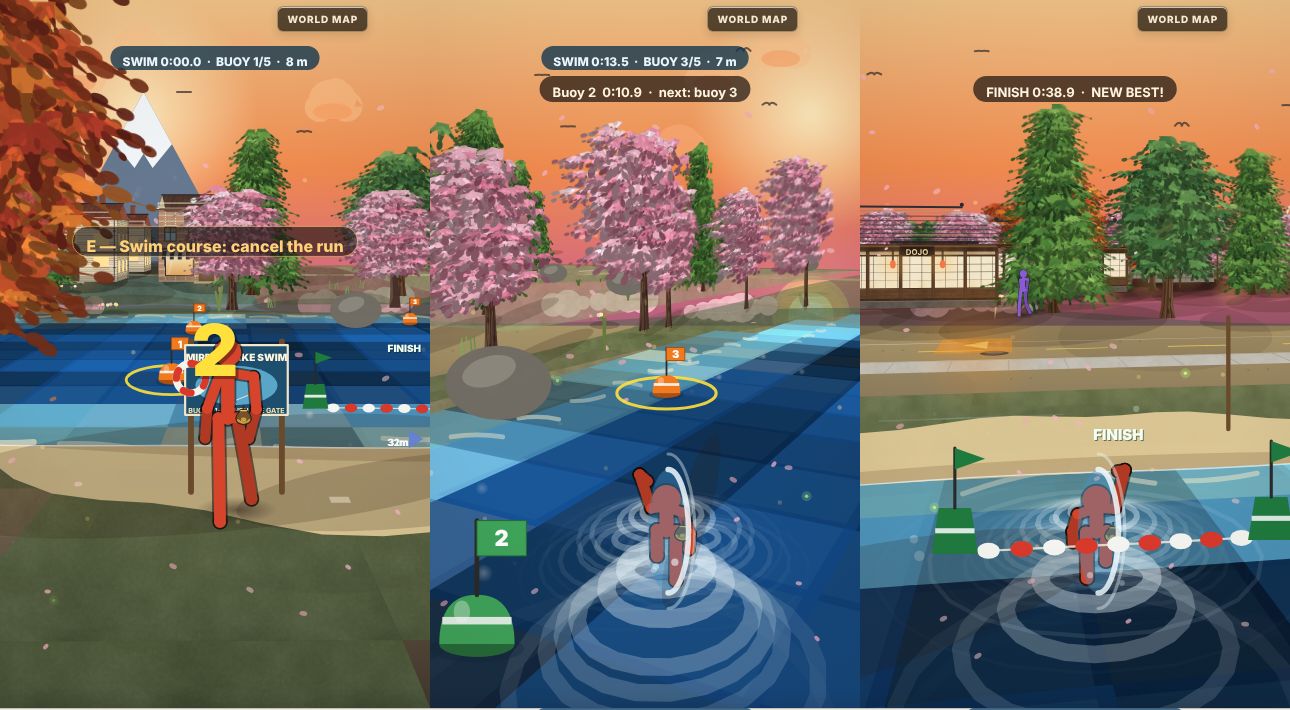 WORLD MAP
SWIM 0:00.0 · BUOY 1/5 · 8 m
E — Swim course: cancel the run
2
3
1
2
FINISH
32m
WORLD MAP
SWIM 0:13.5 · BUOY 3/5 · 7 m
Buoy 2 0:10.9 · next: buoy 3
3
2
WORLD MAP
FINISH 0:38.9 · NEW BEST!
DOJO
FINISH